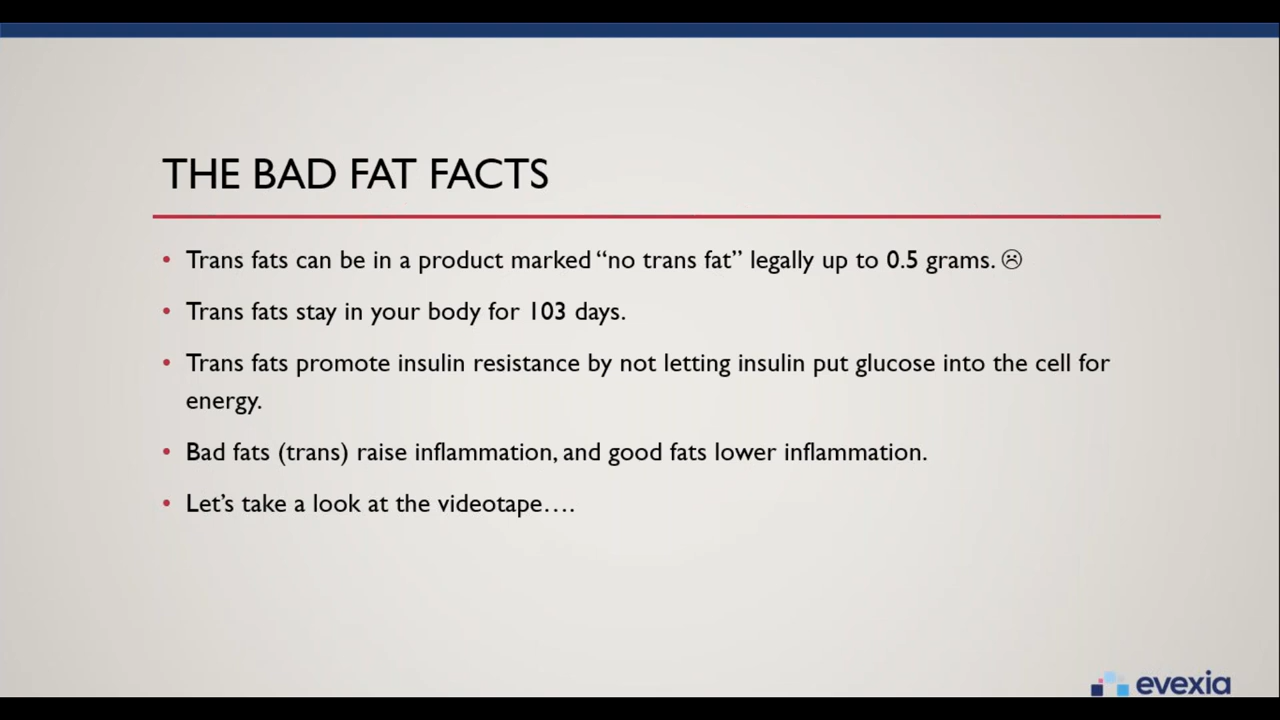 THE BAD FAT FACTS
• Trans fats can be in a product marked “no trans fat” legally up to 0.5 grams. ☹
• Trans fats stay in your body for 103 days.
• Trans fats promote insulin resistance by not letting insulin put glucose into the cell for
energy.
• Bad fats (trans) raise inflammation, and good fats lower inflammation.
• Let’s take a look at the videotape….
evexia